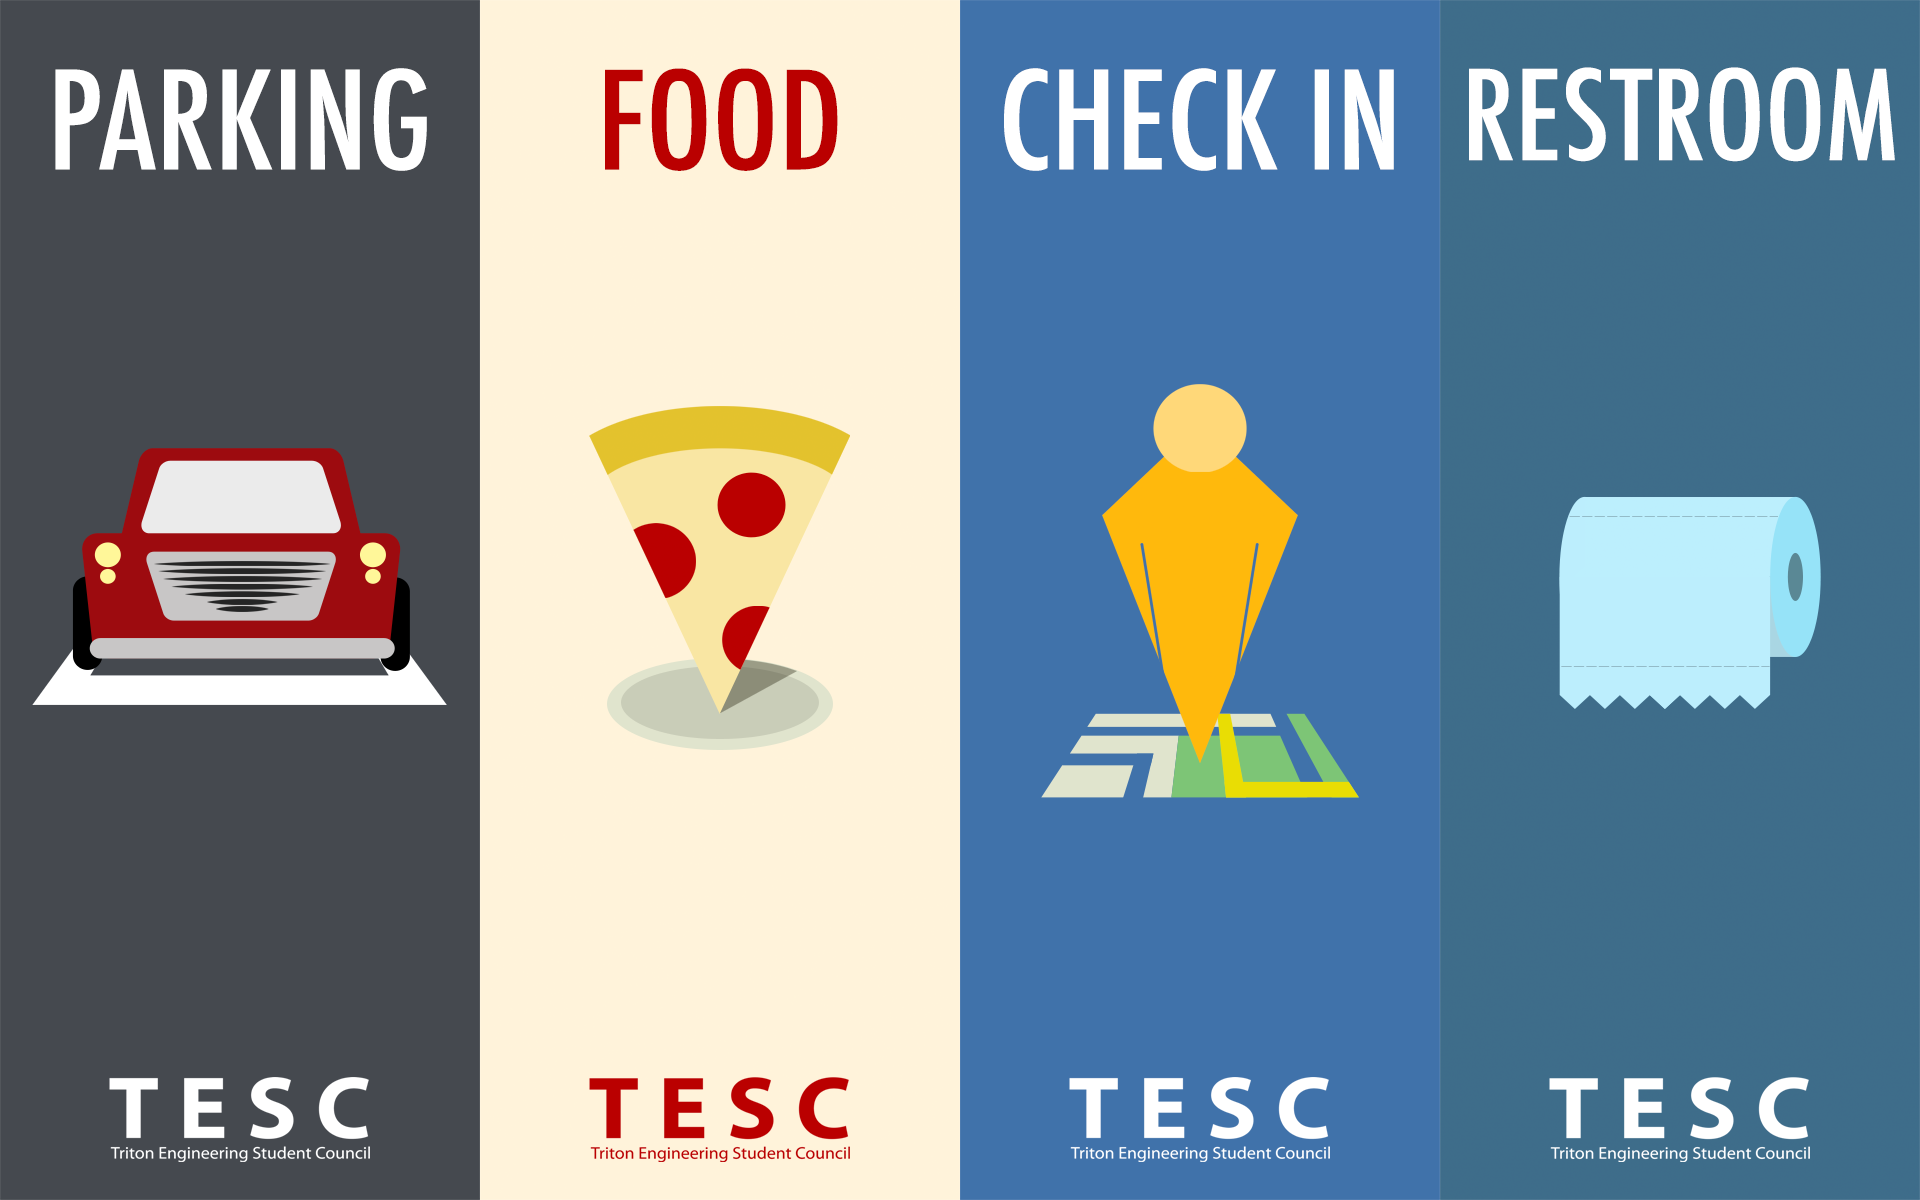 PARKING
TESC
Triton Engineering Student Council
FOOD
TESC
Triton Engineering Student Council
CHECK IN
TESC
Triton Engineering Student Council
RESTROOM
TESC
Triton Engineering Student Council